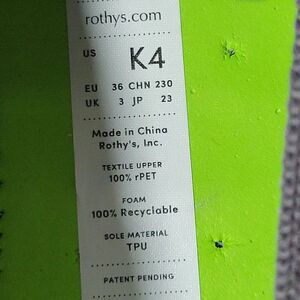 rothys.com
US K4
EU 36 CHN 230
UK 3 JP 23
Made in China
Rothy's, Inc.
TEXTILE UPPER
100% rPET
FOAM
100% Recyclable
SOLE MATERIAL
TPU
PATENT PENDING